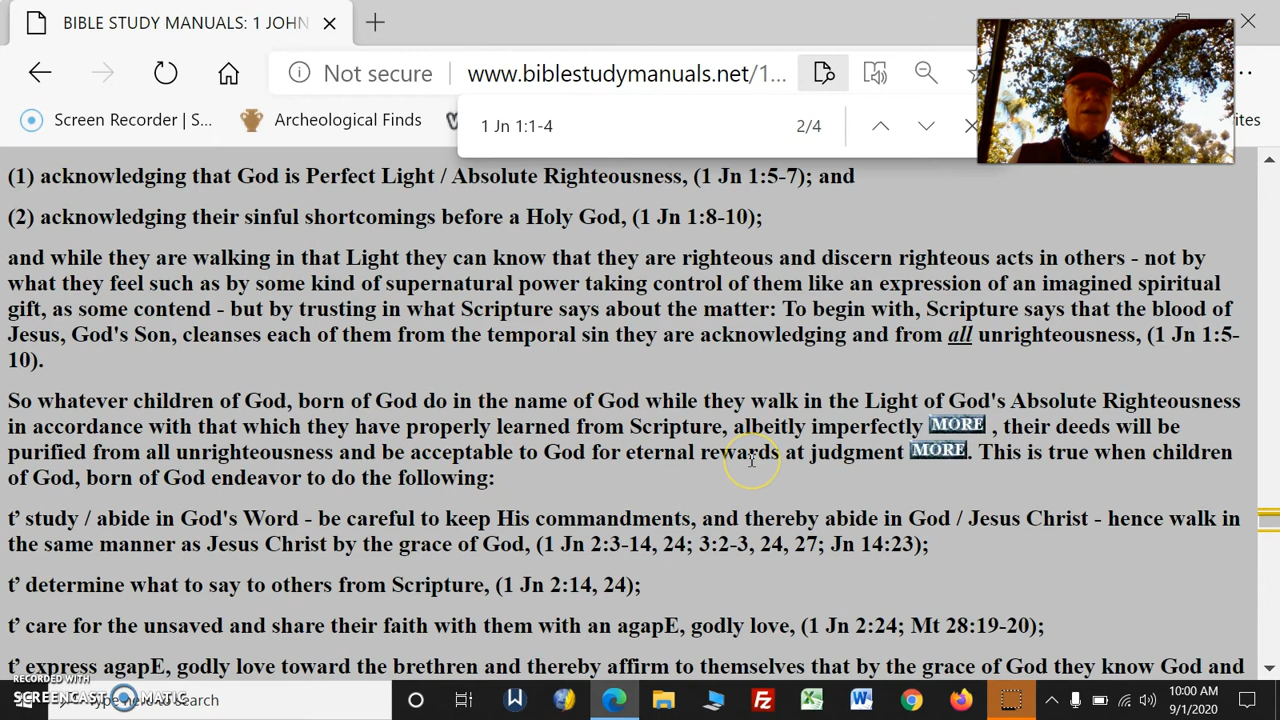 BIBLE STUDY MANUALS: 1 JOHN
Not secure
www.biblestudymanuals.net/1...
Screen Recorder | S...
Archeological Finds
ites
1 Jn 1:1-4
2/4
(1) acknowledging that God is Perfect Light / Absolute Righteousness, (1 Jn 1:5-7); and
(2) acknowledging their sinful shortcomings before a Holy God, (1 Jn 1:8-10);
and while they are walking in that Light they can know that they are righteous and discern righteous acts in others - not by
what they feel such as by some kind of supernatural power taking control of them like an expression of an imagined spiritual
gift, as some contend - but by trusting in what Scripture says about the matter: To begin with, Scripture says that the blood of
Jesus, God's Son, cleanses each of them from the temporal sin they are acknowledging and from all unrighteousness, (1 Jn 1:5-
10).
So whatever children of God, born of God do in the name of God while they walk in the Light of God's Absolute Righteousness
in accordance with that which they have properly learned from Scripture, albeitly imperfectly MORE , their deeds will be
purified from all unrighteousness and be acceptable to God for eternal rewards at judgment MORE. This is true when children
of God, born of God endeavor to do the following:
ť study / abide in God's Word - be careful to keep His commandments, and thereby abide in God / Jesus Christ - hence walk in
the same manner as Jesus Christ by the grace of God, (1 Jn 2:3-14, 24; 3:2-3, 24, 27; Jn 14:23);
ť determine what to say to others from Scripture, (1 Jn 2:14, 24);
ť care for the unsaved and share their faith with them with an agapE, godly love, (1 Jn 2:24; Mt 28:19-20);
ť express agapE, godly love toward the brethren and thereby affirm to themselves that by the grace of God they know God and
RECORDED WITH
SCREENCAST MATIC
Type here to search
10:00 AM
9/1/2020